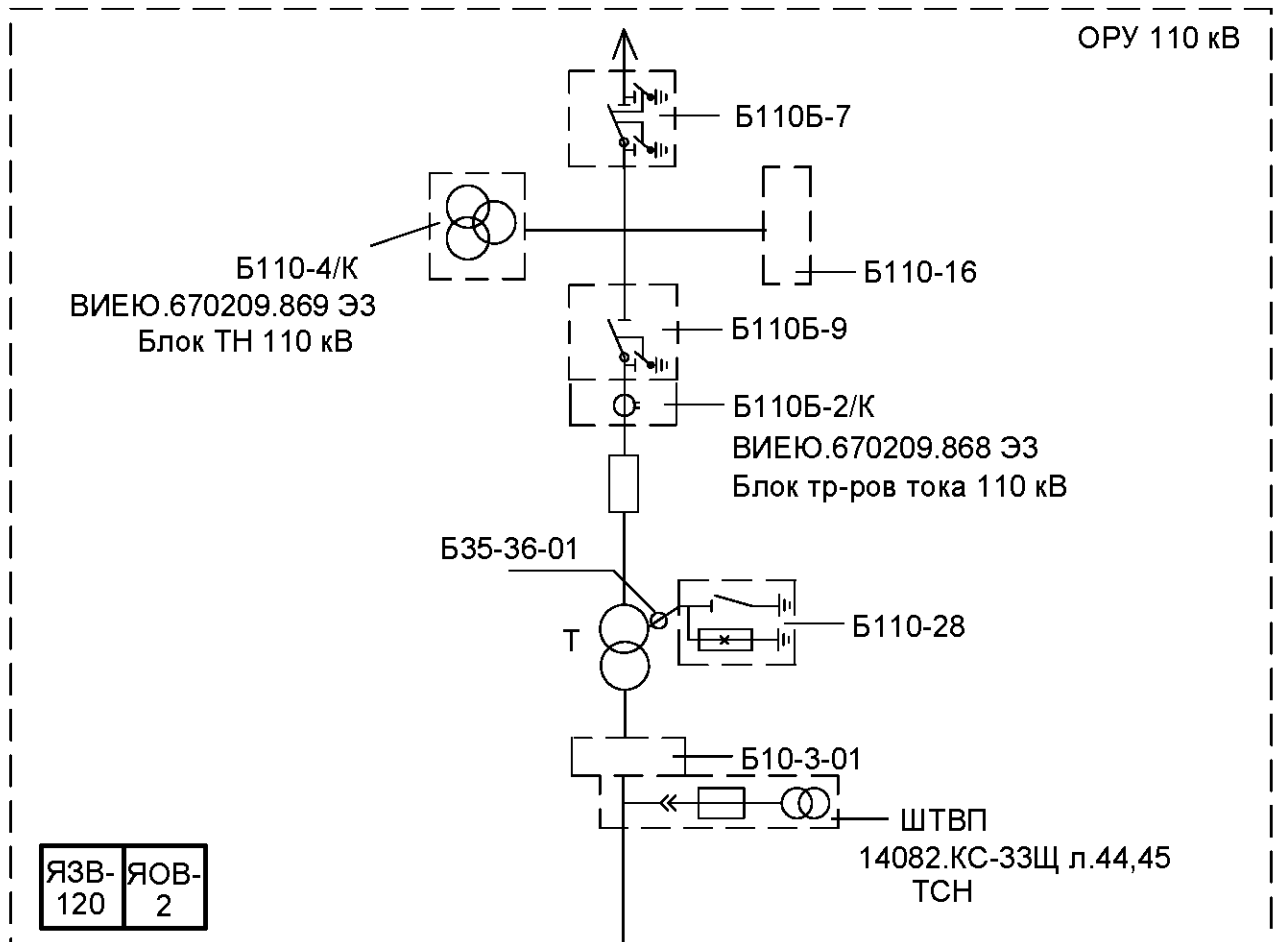 ОРУ 110 кВ
Б110Б-7
Б110-4/К
ВИЕЮ.670209.869 ЭЗ
Блок ТН 110 кВ
Б110-16
Б110Б-9
Б110Б-2/К
ВИЕЮ.670209.868 ЭЗ
Блок тр-ров тока 110 кВ
Б35-36-01
Т
Б110-28
Б10-3-01
ШТВП
14082.КС-33Щ л.44,45
ТСН
ЯЗВ-
120
ЯОВ-
2